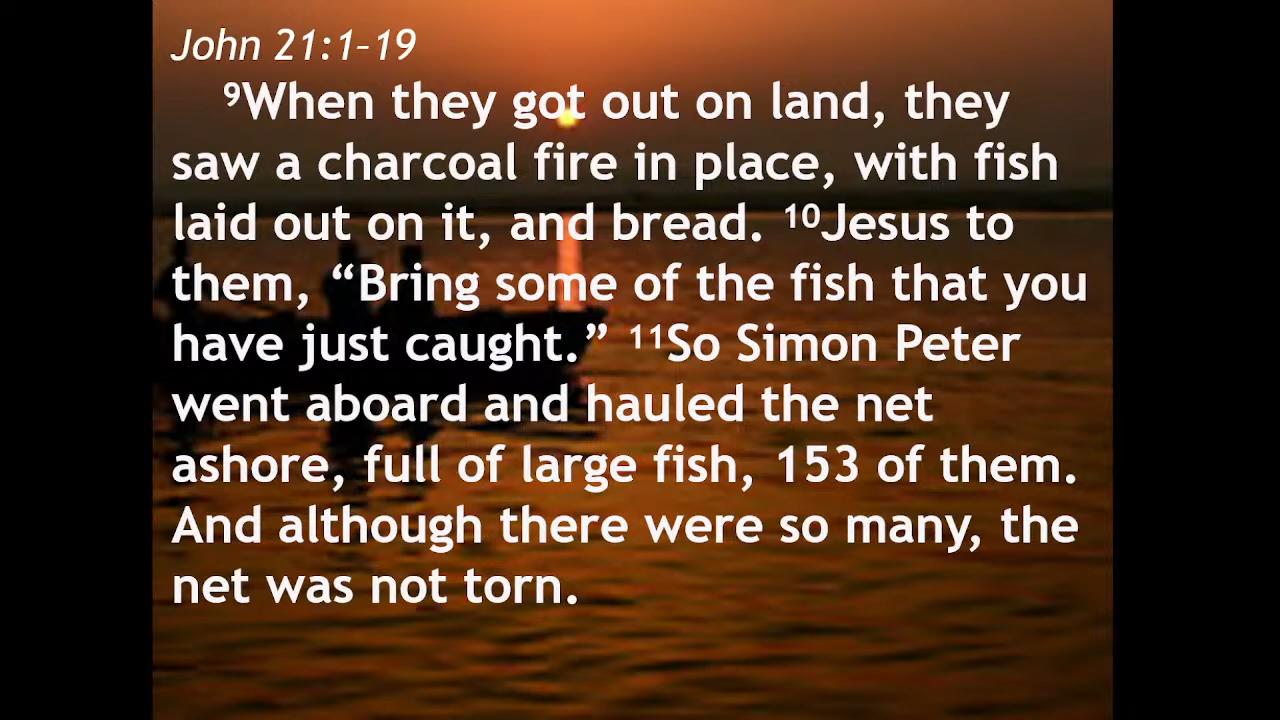 John 21:1–19
⁹When they got out on land, they
saw a charcoal fire in place, with fish
laid out on it, and bread. ¹⁰Jesus to
them, “Bring some of the fish that you
have just caught.” ¹¹So Simon Peter
went aboard and hauled the net
ashore, full of large fish, 153 of them.
And although there were so many, the
net was not torn.